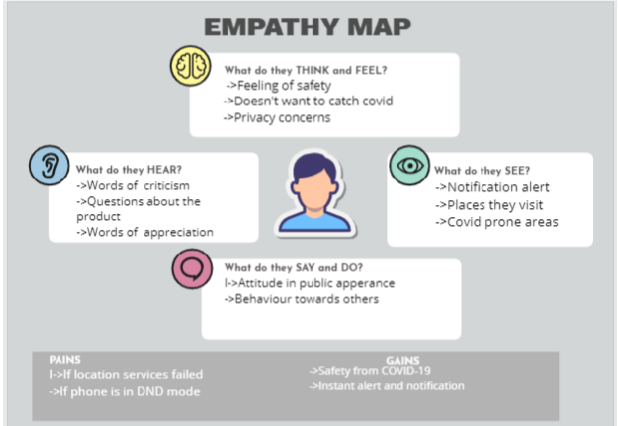 EMPATHY MAP
What do they THINK and FEEL?
->Feeling of safety
->Doesn't want to catch covid
->Privacy concerns
What do they HEAR?
->Words of criticism
->Questions about the
product
->Words of appreciation
What do they SEE?
->Notification alert
->Places they visit
->Covid prone areas
What do they SAY and DO?
I->Attitude in public apperance
->Behaviour towards others
PAINS
I->If location services failed
->If phone is in DND mode
GAINS
->Safety from COVID-19
->Instant alert and notification